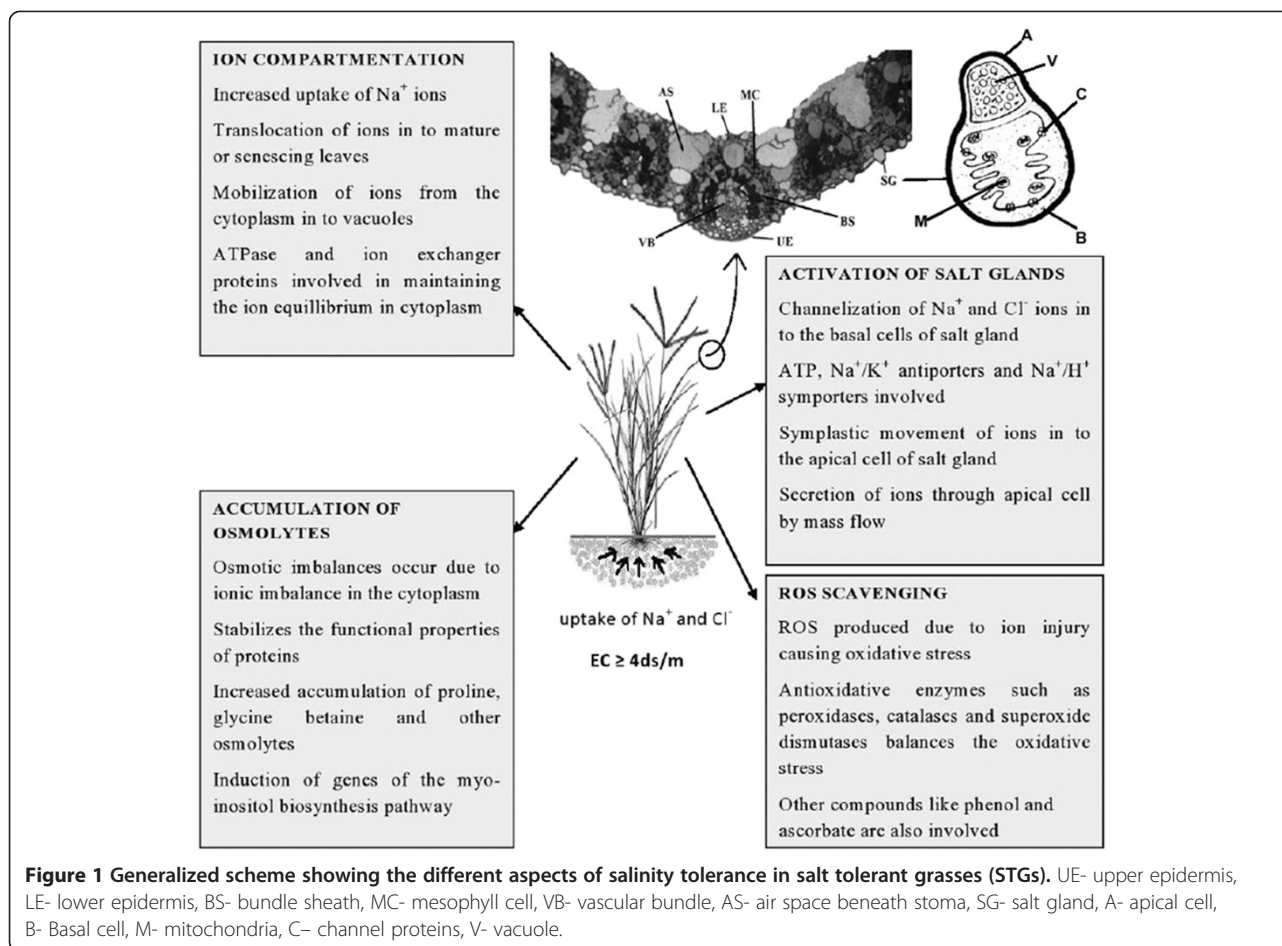 ION COMPARTMENTATION
Increased uptake of Na⁺ ions
Translocation of ions in to mature
or senescing leaves
Mobilization of ions from the
cytoplasm in to vacuoles
ATPase and ion exchanger
proteins involved in maintaining
the ion equillibrium in cytoplasm
AS
LE
MC
SG
VB
UE
BS
A
V
C
M
B
ACTIVATION OF SALT GLANDS
Channelization of Na⁺ and Cl⁻ ions in
to the basal cells of salt gland
ATP, Na⁺/K⁺ antiporters and Na⁺/H⁺
symporters involved
Symplastic movement of ions in to
the apical cell of salt gland
Secretion of ions through apical cell
by mass flow
ACCUMULATION OF
OSMOLYTES
Osmotic imbalances occur due to
ionic imbalance in the cytoplasm
Stabilizes the functional properties
of proteins
Increased accumulation of proline,
glycine betaine and other
osmolytes
Induction of genes of the myo-
inositol biosynthesis pathway
uptake of Na⁺ and Cl⁻
EC ≥ 4ds/m
ROS SCAVENGING
ROS produced due to ion injury
causing oxidative stress
Antioxidative enzymes such as
peroxidases, catalases and superoxide
dismutases balances the oxidative
stress
Other compounds like phenol and
ascorbate are also involved
Figure 1 Generalized scheme showing the different aspects of salinity tolerance in salt tolerant grasses (STGs). UE- upper epidermis,
LE- lower epidermis, BS- bundle sheath, MC- mesophyll cell, VB- vascular bundle, AS- air space beneath stoma, SG- salt gland, A- apical cell,
B- Basal cell, M- mitochondria, C– channel proteins, V- vacuole.